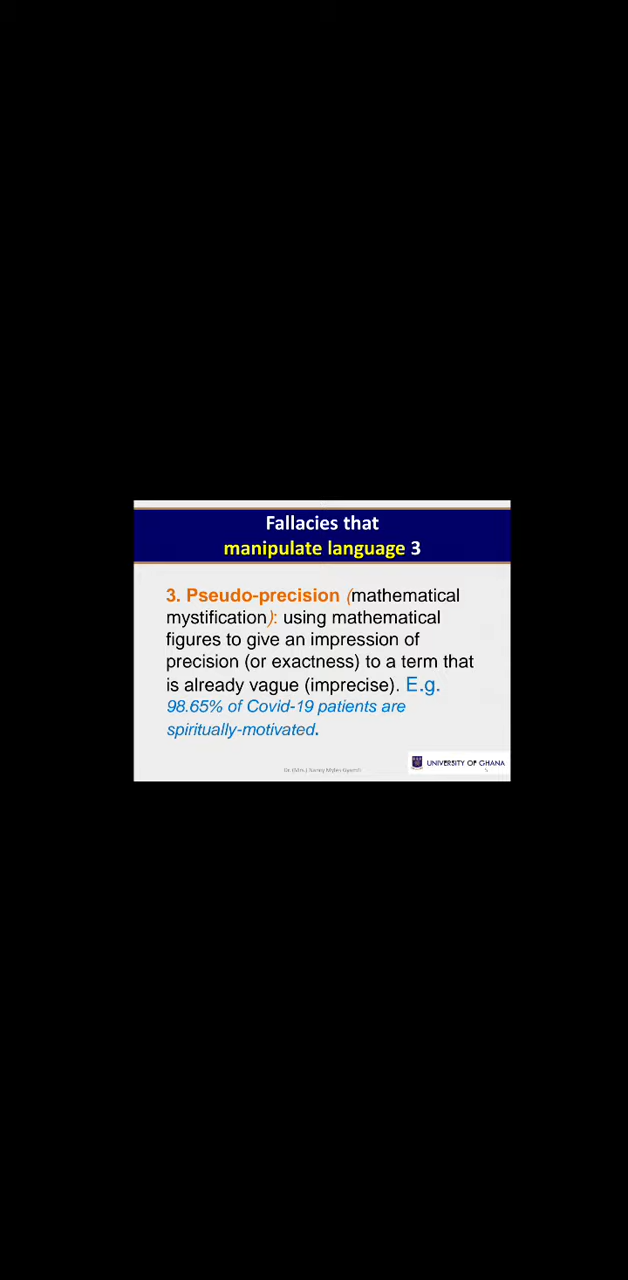 Fallacies that
manipulate language 3
3. Pseudo-precision (mathematical
mystification): using mathematical
figures to give an impression of
precision (or exactness) to a term that
is already vague (imprecise). E.g.
98.65% of Covid-19 patients are
spiritually-motivated.
UNIVERSITY OF GHANA